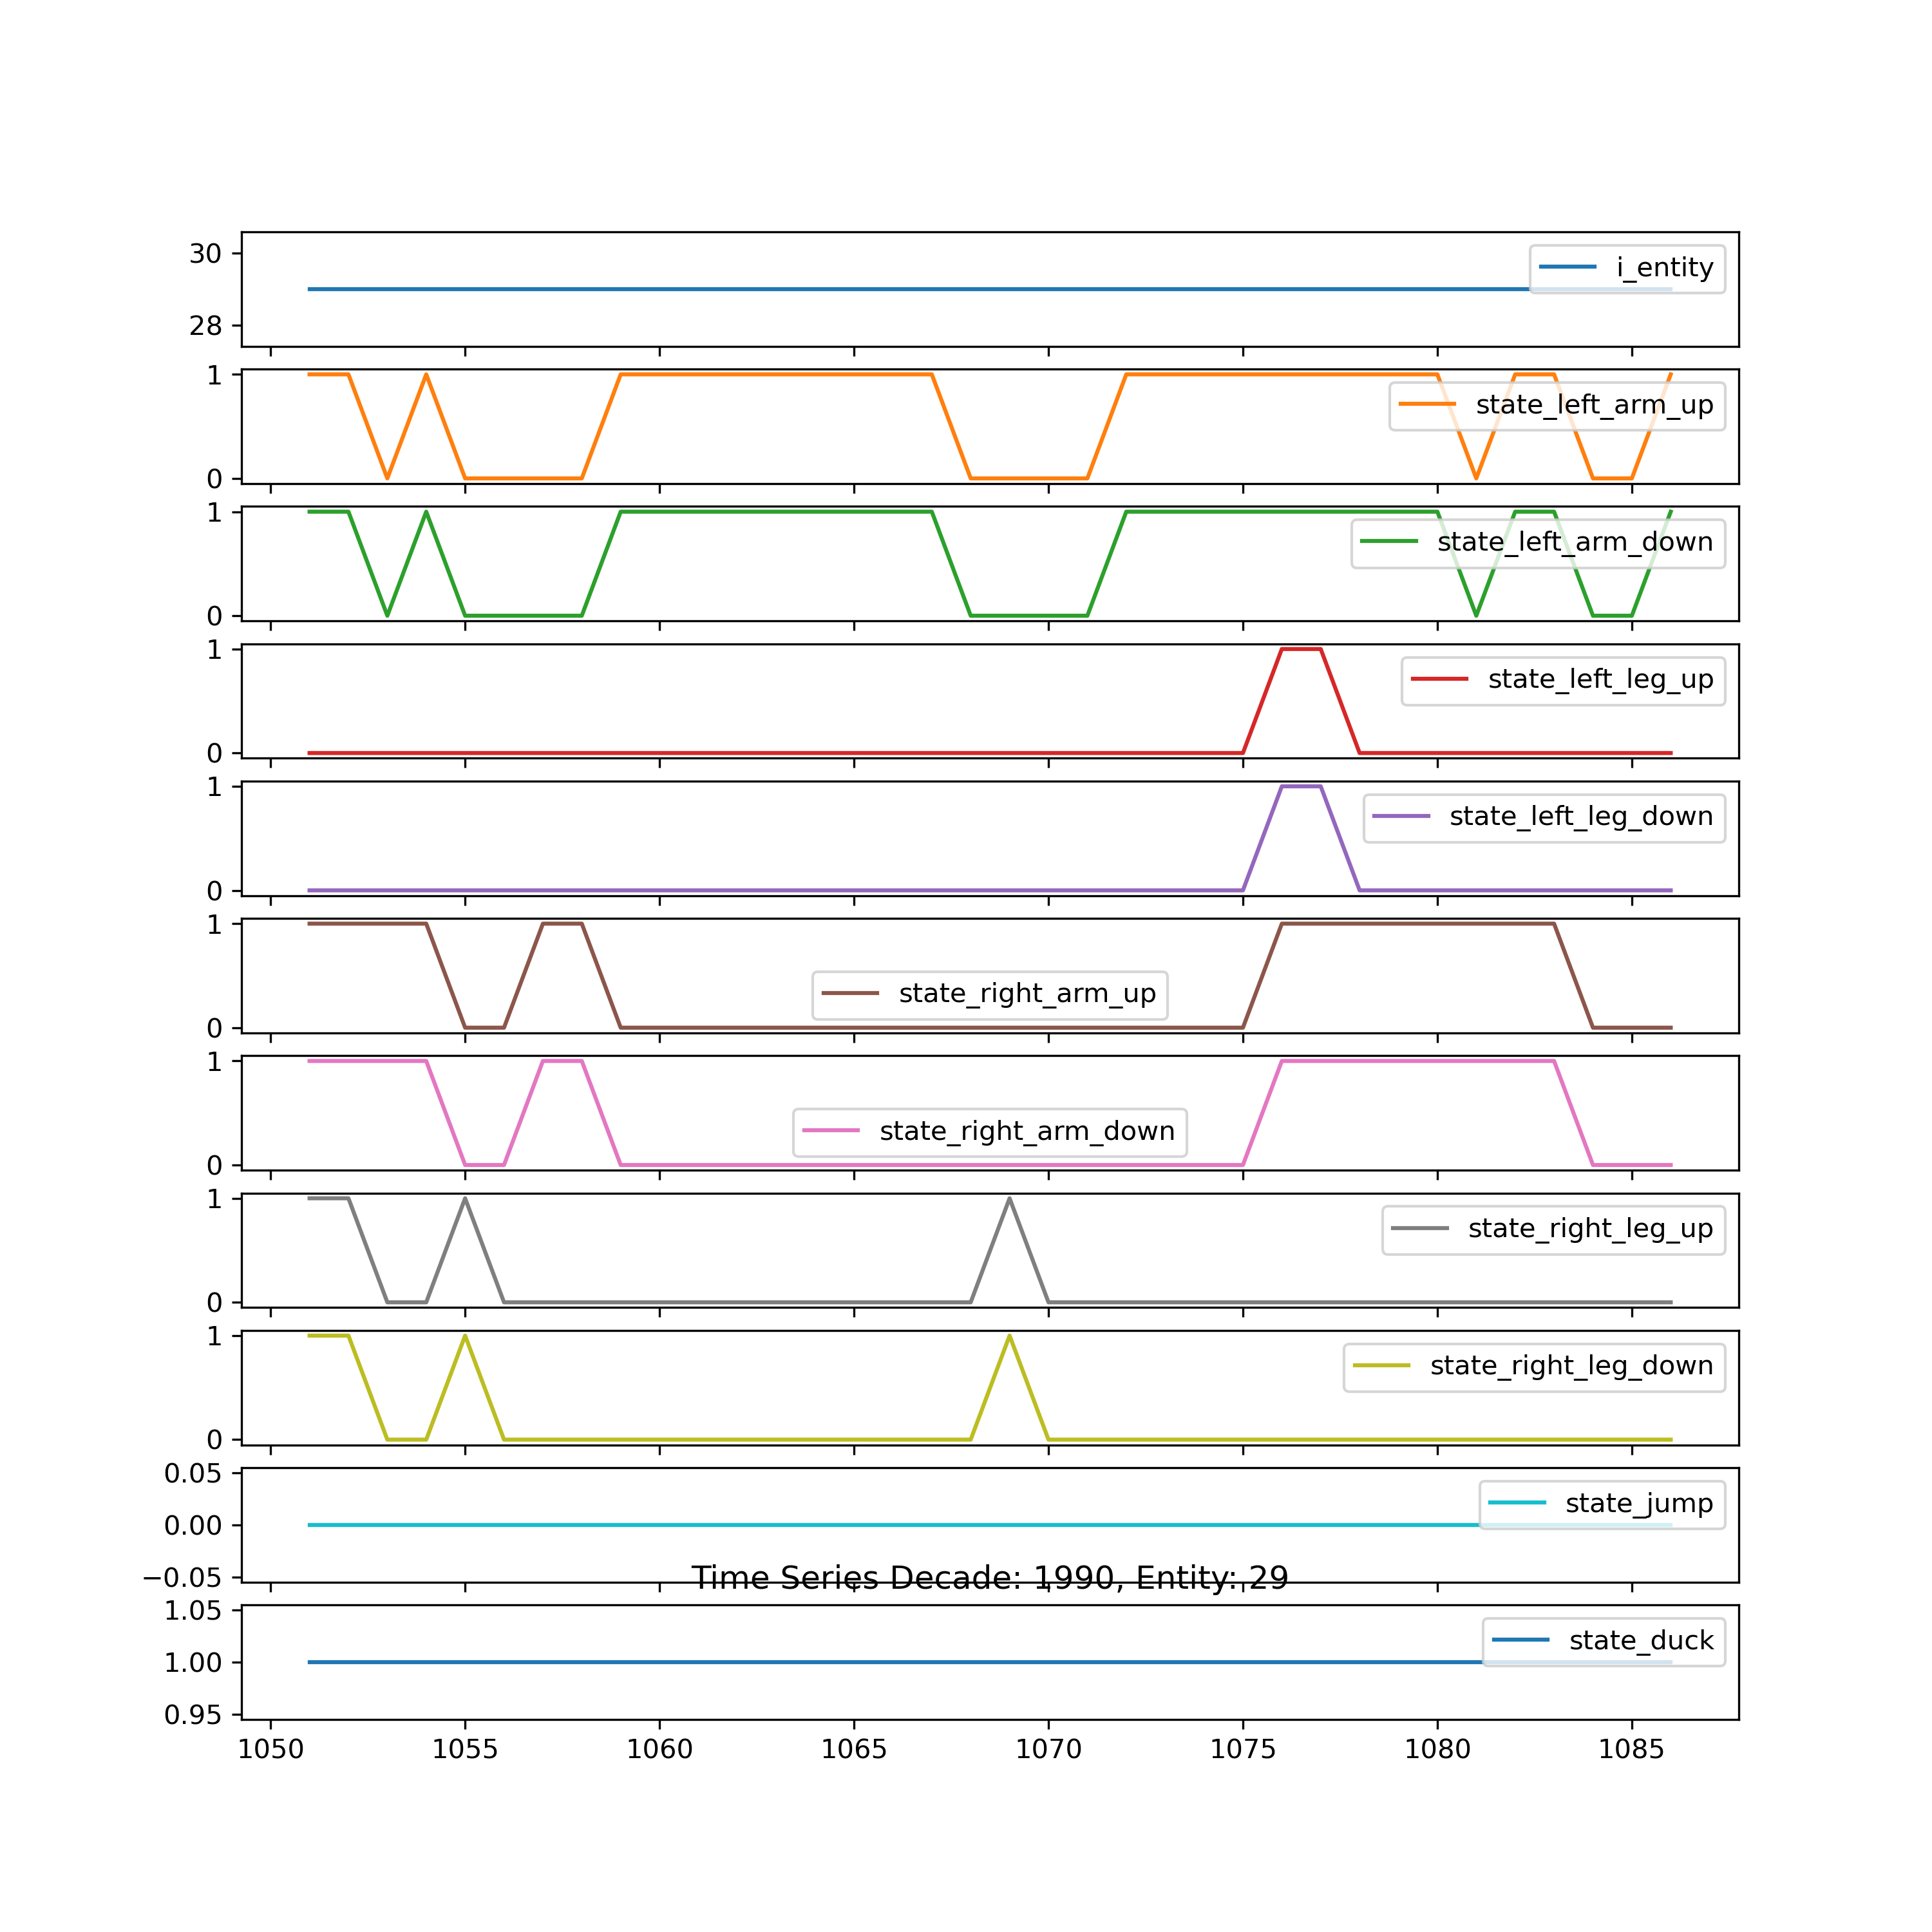 30
i_entity
28
1
state_left_arm_up
0
1
state_left_arm_down
0
1
state_left_leg_up
0
1
state_left_leg_down
0
1
state_right_arm_up
0
1
state_right_arm_down
0
1
state_right_leg_up
0
1
state_right_leg_down
0
0.05
state_jump
0.00
−0.05
Time Series Decade: 1990, Entity: 29
1.05
state_duck
1.00
0.95
1050 1055 1060 1065 1070 1075 1080 1085